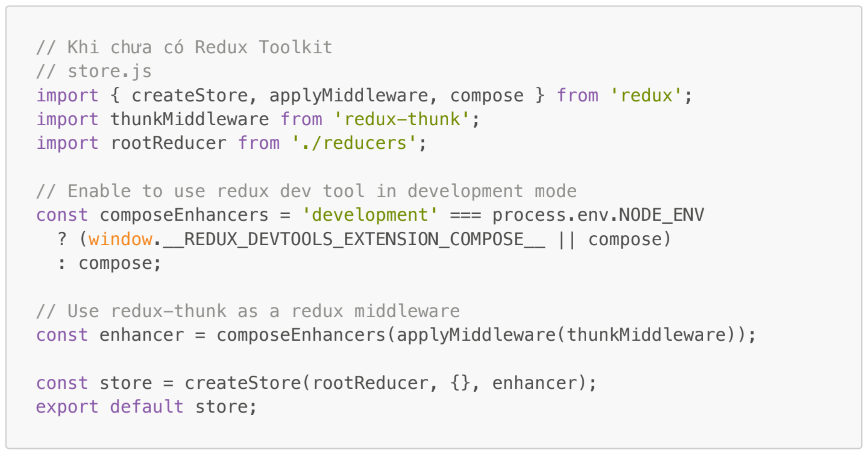 // Khi chưa có Redux Toolkit
// store.js
import { createStore, applyMiddleware, compose } from 'redux';
import thunkMiddleware from 'redux-thunk';
import rootReducer from './reducers';
// Enable to use redux dev tool in development mode
const composeEnhancers = 'development' === process.env.NODE_ENV
? (window.__REDUX_DEVTOOLS_EXTENSION_COMPOSE__ || compose)
: compose;
// Use redux-thunk as a redux middleware
const enhancer = composeEnhancers(applyMiddleware(thunkMiddleware));
const store = createStore(rootReducer, {}, enhancer);
export default store;